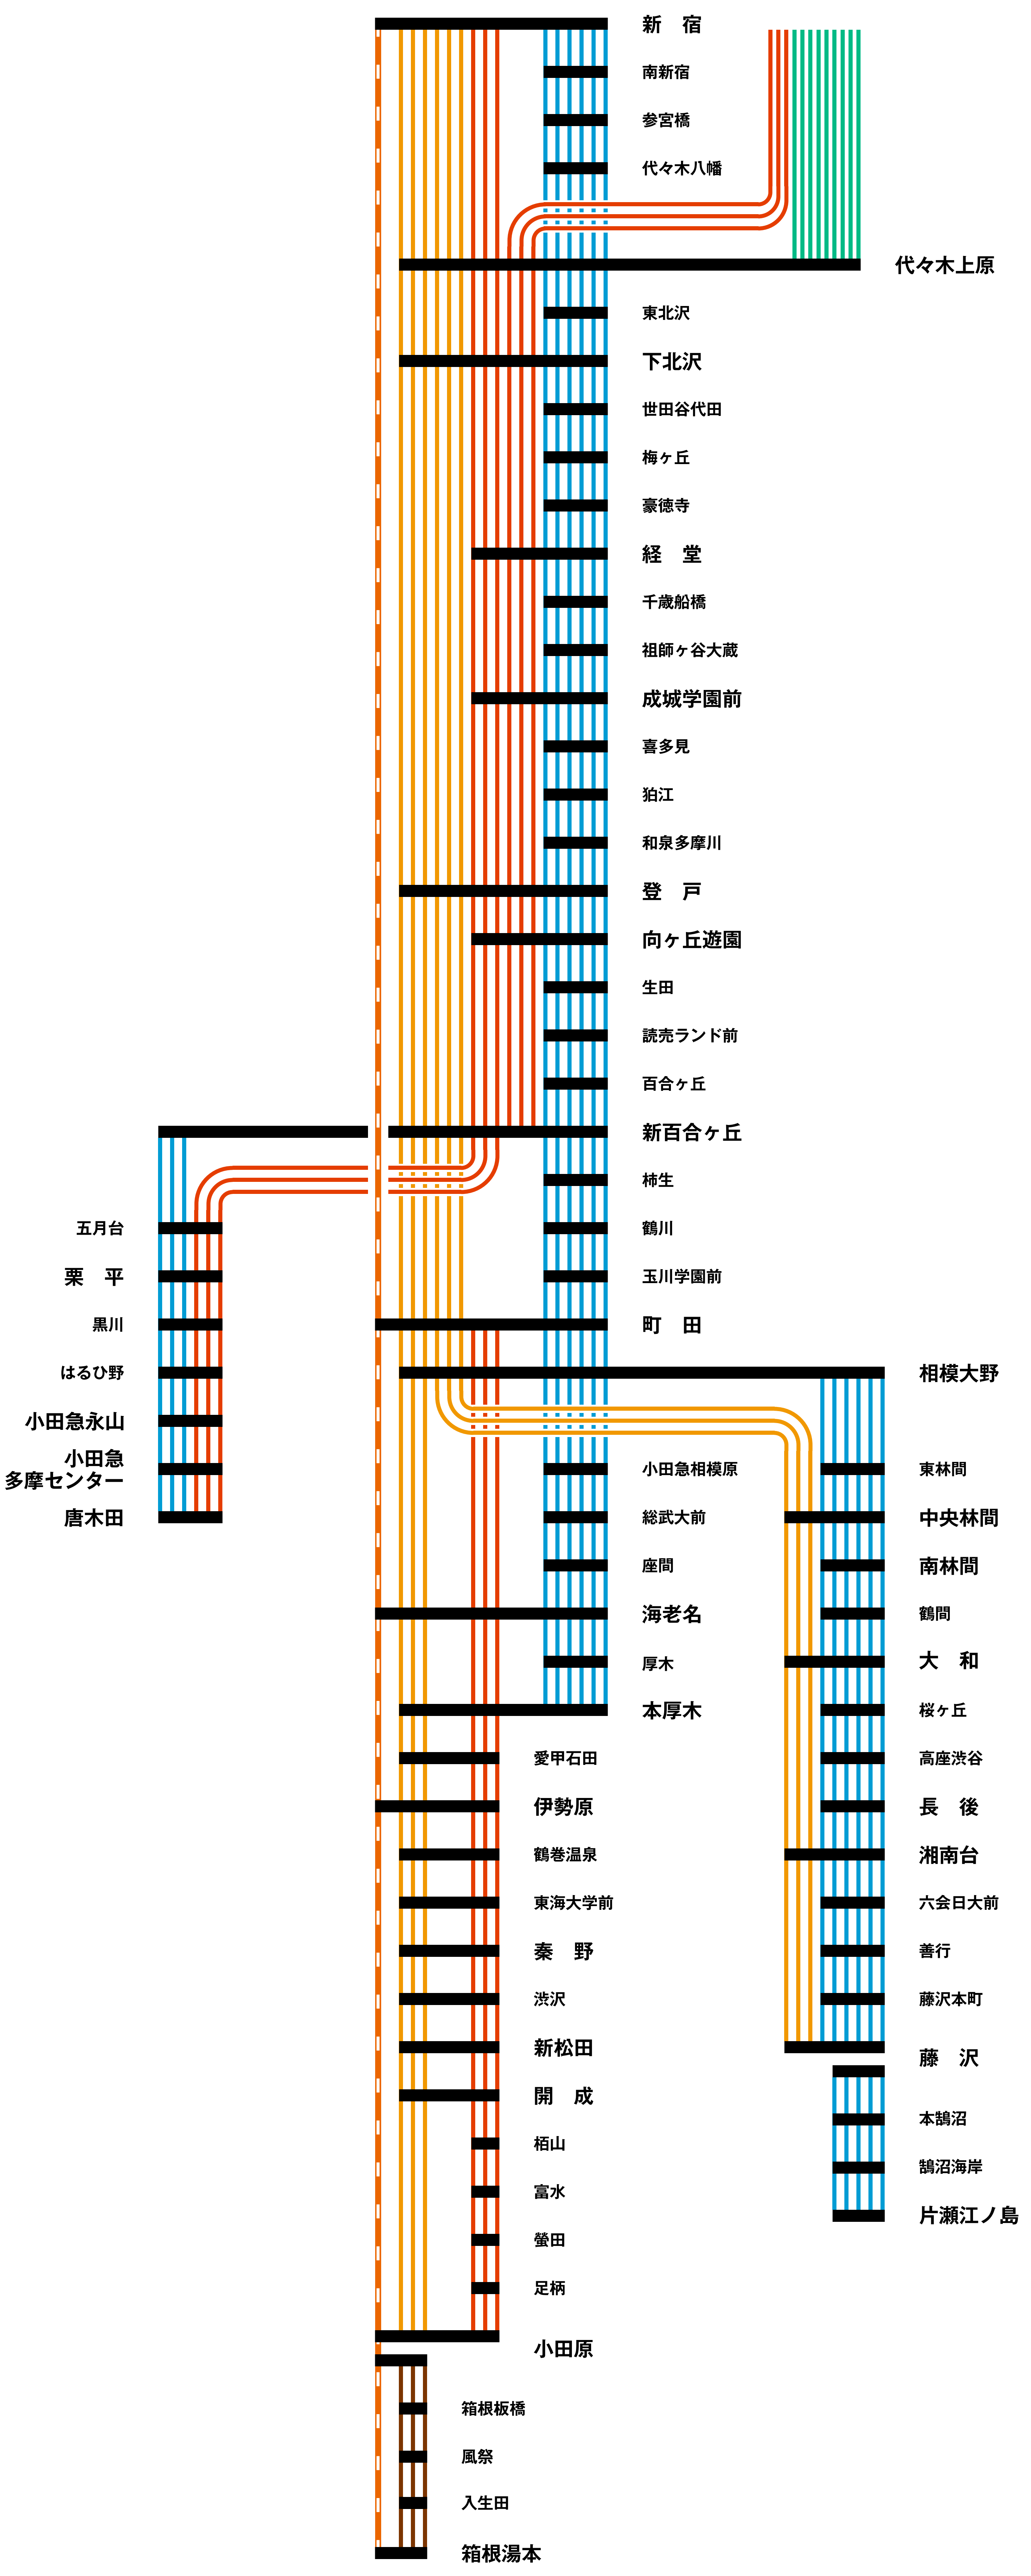 新　宿
南新宿
参宮橋
代々木八幡
代々木上原
東北沢
下北沢
世田谷代田
梅ヶ丘
豪徳寺
経　堂
千歳船橋
祖師ヶ谷大蔵
成城学園前
喜多見
狛江
和泉多摩川
登　戸
向ヶ丘遊園
生田
読売ランド前
百合ヶ丘
新百合ヶ丘
柿生
鶴川
玉川学園前
町　田
五月台
栗　平
黒川
はるひ野
小田急永山
小田急
多摩センター
唐木田
相模大野
小田急相模原
総武大前
座間
海老名
厚木
本厚木
愛甲石田
伊勢原
鶴巻温泉
東海大学前
秦　野
渋沢
新松田
開　成
栢山
富水
螢田
足柄
小田原
箱根板橋
風祭
入生田
箱根湯本
東林間
中央林間
南林間
鶴間
大　和
桜ヶ丘
高座渋谷
長　後
湘南台
六会日大前
善行
藤沢本町
藤　沢
本鵠沼
鵠沼海岸
片瀬江ノ島